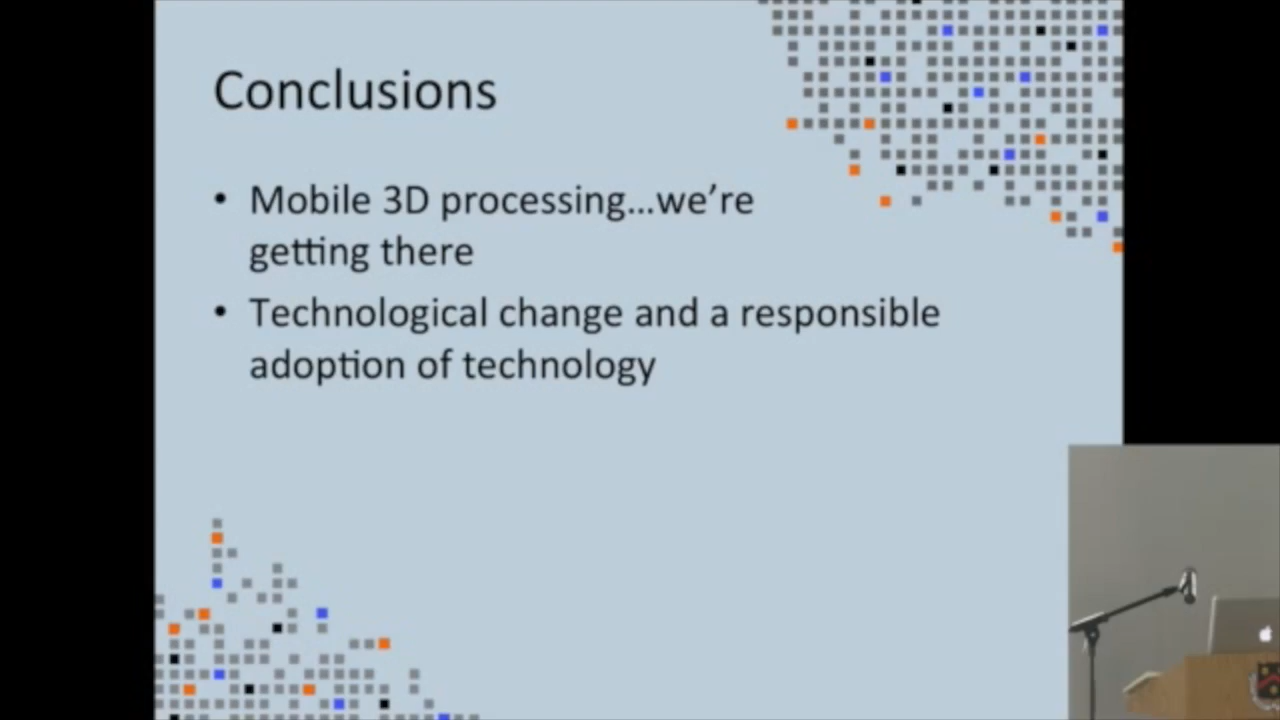 Conclusions
• Mobile 3D processing…we’re
getting there
• Technological change and a responsible
adoption of technology